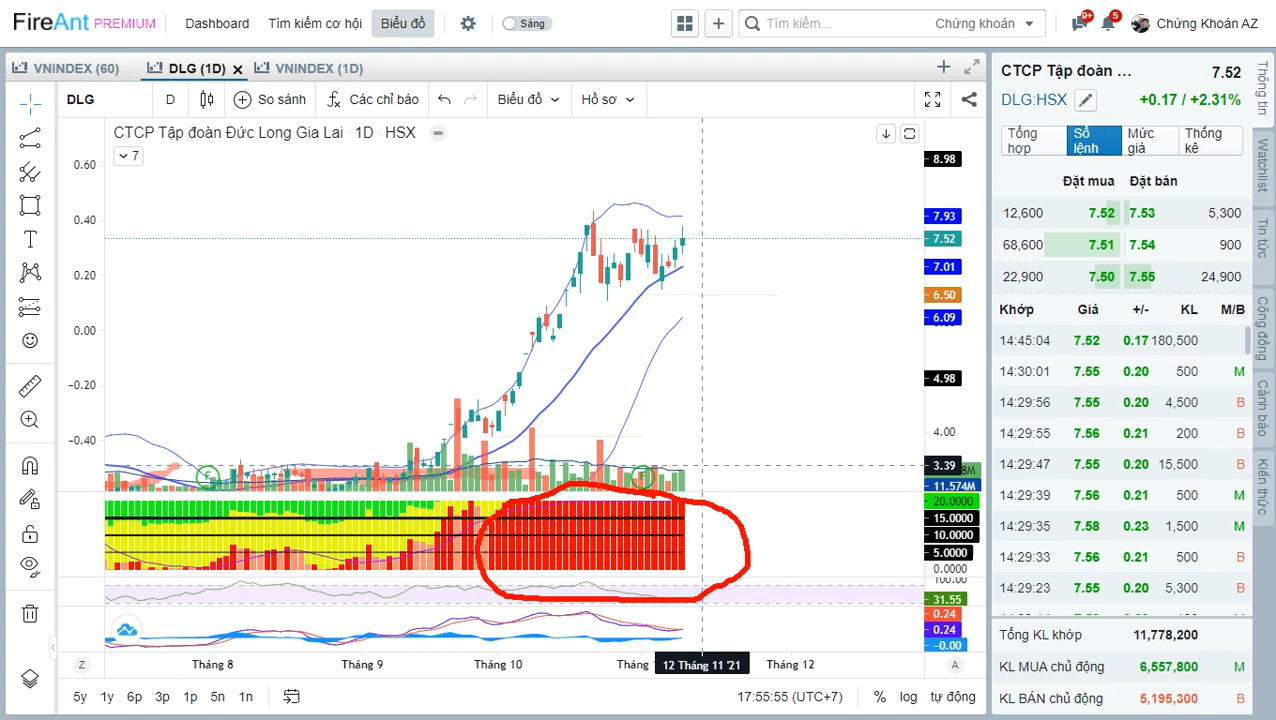 FireAnt PREMIUM
Dashboard
Tìm kiếm cơ hội
Biểu đồ
Sáng
Tìm kiếm...
Chứng khoán
9+
5
Chứng Khoán AZ
VNINDEX (60)
DLG (1D)
VNINDEX (1D)
DLG
D
So sánh
Các chỉ báo
Biểu đồ
Hồ sơ
CTCP Tập đoàn Đức Long Gia Lai · 1D · HSX
7
0.60
0.40
0.20
0.00
−0.20
−0.40
8.98
7.93
7.52
7.01
6.50
6.09
4.98
4.00
3.39
11.574M
20.0000
15.0000
10.0000
5.0000
0.0000
100.00
31.55
0.24
0.24
−0.00
Z
Tháng 8
Tháng 9
Tháng 10
12 Tháng 11 '21
Tháng 12
A
5y
1y
6p
3p
1p
5n
1n
17:55:55 (UTC+7)
%
log
tự động
CTCP Tập đoàn ...
7.52
DLG:HSX
+0.17 / +2.31%
Tổng hợp
Sổ lệnh
Mức giá
Thống kê
Đặt mua Đặt bán
12,600 7.52 7.53 5,300
68,600 7.51 7.54 900
22,900 7.50 7.55 24,900
Khớp Giá +/- KL M/B
14:45:04 7.52 0.17 180,500
14:30:01 7.55 0.20 500 M
14:29:56 7.55 0.20 4,500 B
14:29:55 7.56 0.21 200 B
14:29:47 7.55 0.20 15,500 B
14:29:39 7.56 0.21 500 M
14:29:35 7.58 0.23 1,500 M
14:29:33 7.56 0.21 500 B
14:29:23 7.55 0.20 5,300 B
Tổng KL khớp 11,778,200
KL MUA chủ động 6,557,800 M
KL BÁN chủ động 5,195,300 B
Thông tin
Watchlist
Tin tức
Cộng đồng
Cảnh báo
Kiến thức